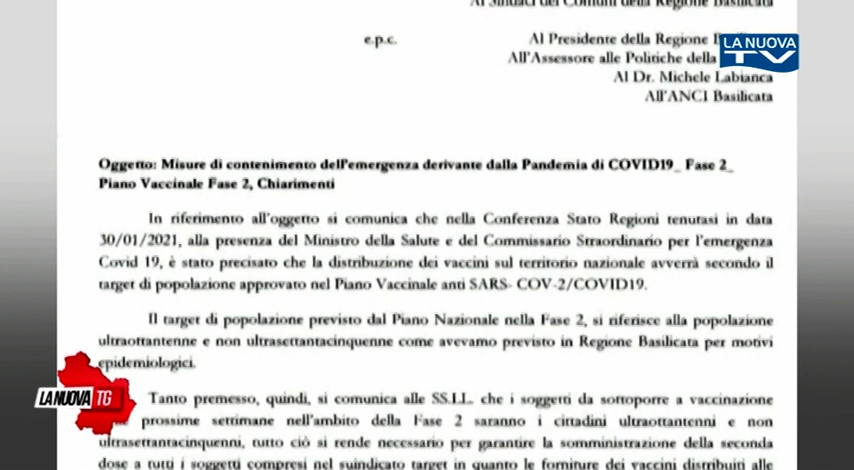 Ai Sindaci dei Comuni della Regione Basilicata
e.p.c. Al Presidente della Regione
All'Assessore alle Politiche della
Al Dr. Michele Labianca
All'ANCI Basilicata
LA NUOVA
TV
Oggetto: Misure di contenimento dell'emergenza derivante dalla Pandemia di COVID19_ Fase 2_
Piano Vaccinale Fase 2, Chiarimenti
In riferimento all'oggetto si comunica che nella Conferenza Stato Regioni tenutasi in data
30/01/2021, alla presenza del Ministro della Salute e del Commissario Straordinario per l'emergenza
Covid 19, è stato precisato che la distribuzione dei vaccini sul territorio nazionale avverrà secondo il
target di popolazione approvato nel Piano Vaccinale anti SARS- COV-2/COVID19.
Il target di popolazione previsto dal Piano Nazionale nella Fase 2, si riferisce alla popolazione
ultraottantenne e non ultrasettantacinquenne come avevamo previsto in Regione Basilicata per motivi
epidemiologici.
Tanto premesso, quindi, si comunica alle SS.LL. che i soggetti da sottoporre a vaccinazione
prossime settimane nell'ambito della Fase 2 saranno i cittadini ultraottantenni e non
ultrasettantacinquenni, tutto ciò si rende necessario per garantire la somministrazione della seconda
dose a tutti i soggetti compresi nel suindicato target in quanto le forniture dei vaccini distribuiti alle
LA NUOVA TG